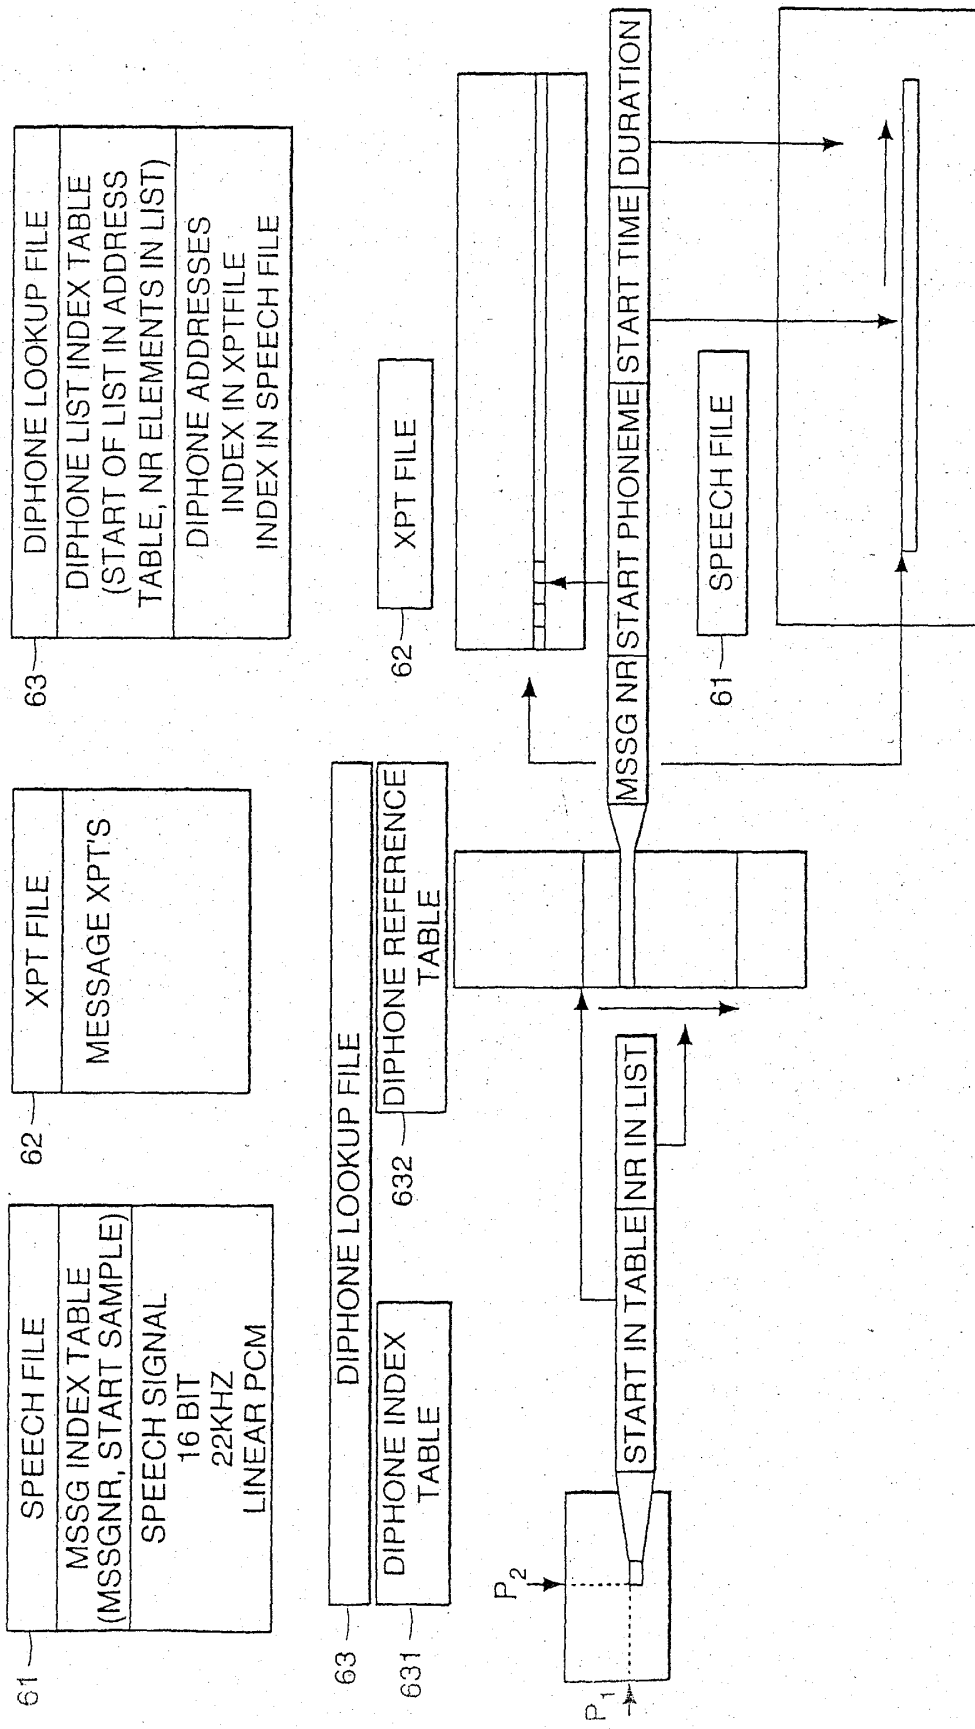 61
SPEECH FILE
MSSG INDEX TABLE
(MSSGNR, START SAMPLE)
SPEECH SIGNAL
16 BIT
22KHZ
LINEAR PCM
62
XPT FILE
MESSAGE XPT'S
63
DIPHONE LOOKUP FILE
DIPHONE LIST INDEX TABLE
(START OF LIST IN ADDRESS
TABLE, NR ELEMENTS IN LIST)
DIPHONE ADDRESSES
INDEX IN XPTFILE
INDEX IN SPEECH FILE
63
DIPHONE LOOKUP FILE
631
DIPHONE INDEX
TABLE
632
DIPHONE REFERENCE
TABLE
62
XPT FILE
P1
P2
START IN TABLE NR IN LIST
MSSG NR START PHONEME START TIME DURATION
61
SPEECH FILE